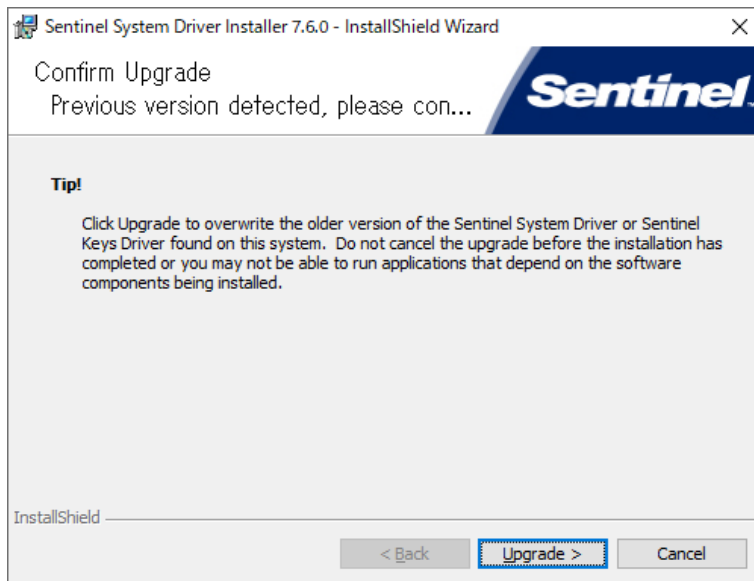 Sentinel System Driver Installer 7.6.0 - InstallShield Wizard
Confirm Upgrade
Previous version detected, please con...
Sentinel
Tip!
Click Upgrade to overwrite the older version of the Sentinel System Driver or Sentinel
Keys Driver found on this system.  Do not cancel the upgrade before the installation has
completed or you may not be able to run applications that depend on the software
components being installed.
InstallShield
< Back
Upgrade >
Cancel